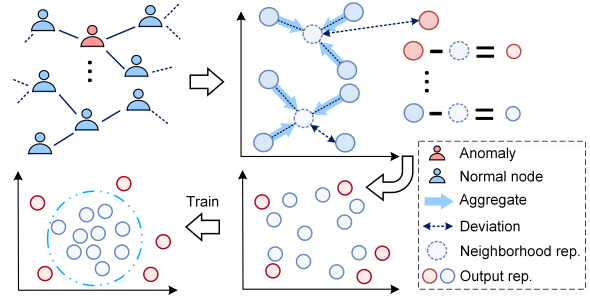 Train
Anomaly
Normal node
Aggregate
Deviation
Neighborhood rep.
Output rep.